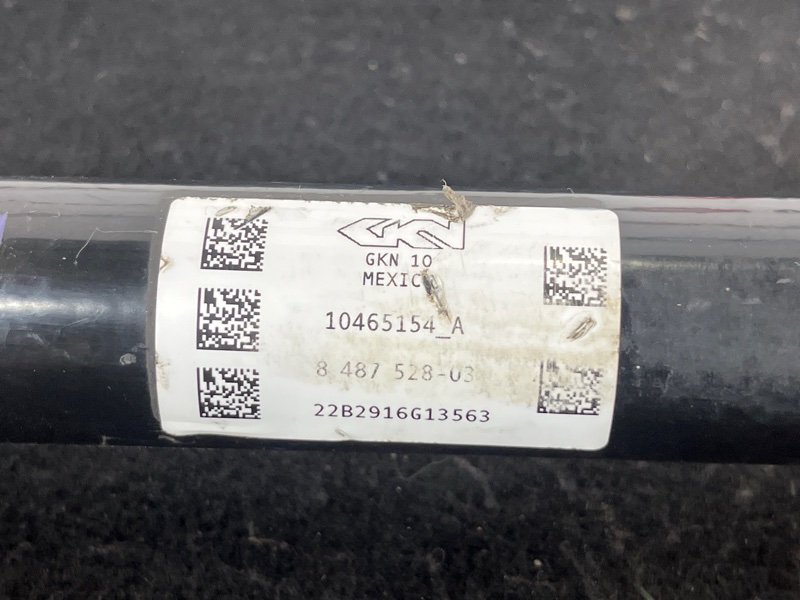 GKN
GKN 10
MEXICO
10465154_A
8 487 528-03
22B2916G13563